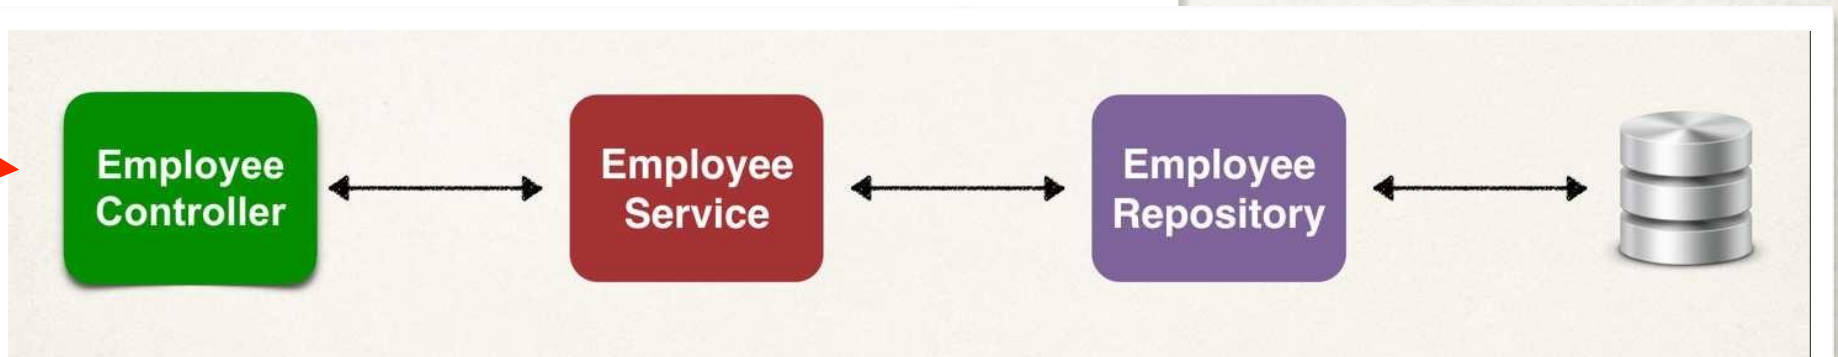 Employee
Controller
Employee
Service
Employee
Repository